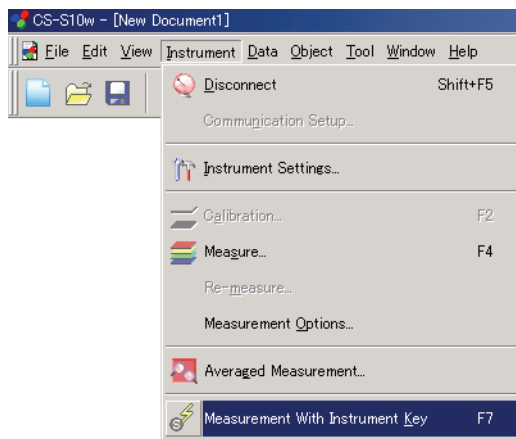 CS-S10w - [New Document1]
File Edit View Instrument Data Object Tool Window Help
Disconnect Shift+F5
Communication Setup...
Instrument Settings...
Calibration... F2
Measure... F4
Re-measure...
Measurement Options...
Averaged Measurement...
Measurement With Instrument Key F7